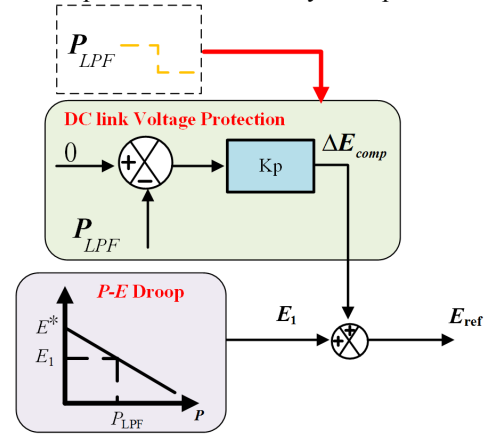 P_LPF
DC link Voltage Protection
0
+
−
Kp
ΔE_comp
P_LPF
P-E Droop
E*
E_1
P_LPF
P
E_1
+
+
E_ref